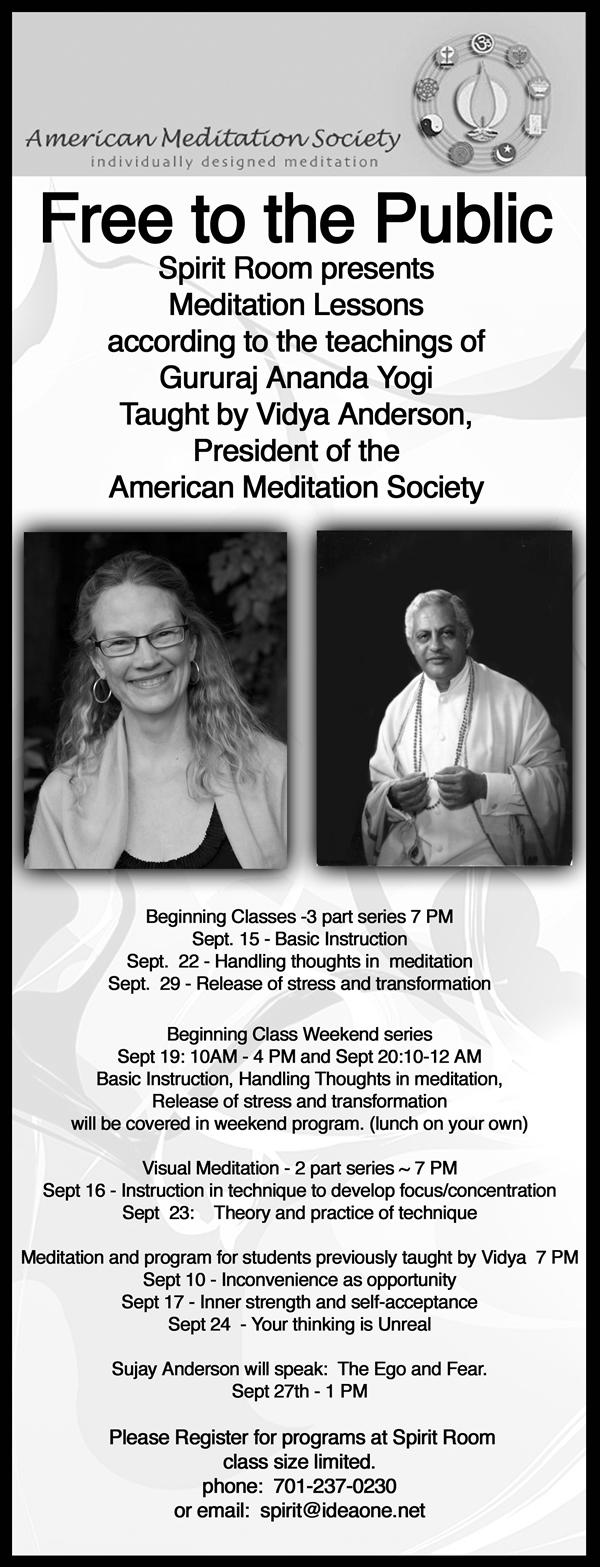 American Meditation Society
individually designed meditation
Free to the Public
Spirit Room presents
Meditation Lessons
according to the teachings of
Gururaj Ananda Yogi
Taught by Vidya Anderson,
President of the
American Meditation Society
Beginning Classes -3 part series 7 PM
Sept. 15 - Basic Instruction
Sept.  22 - Handling thoughts in  meditation
Sept.  29 - Release of stress and transformation
Beginning Class Weekend series
Sept 19: 10AM - 4 PM and Sept 20:10-12 AM
Basic Instruction, Handling Thoughts in meditation,
Release of stress and transformation
will be covered in weekend program. (lunch on your own)
Visual Meditation - 2 part series ~ 7 PM
Sept 16 - Instruction in technique to develop focus/concentration
Sept  23:    Theory and practice of technique
Meditation and program for students previously taught by Vidya  7 PM
Sept 10 - Inconvenience as opportunity
Sept 17 - Inner strength and self-acceptance
Sept 24  - Your thinking is Unreal
Sujay Anderson will speak:  The Ego and Fear.
Sept 27th - 1 PM
Please Register for programs at Spirit Room
class size limited.
phone:  701-237-0230
or email:  spirit@ideaone.net